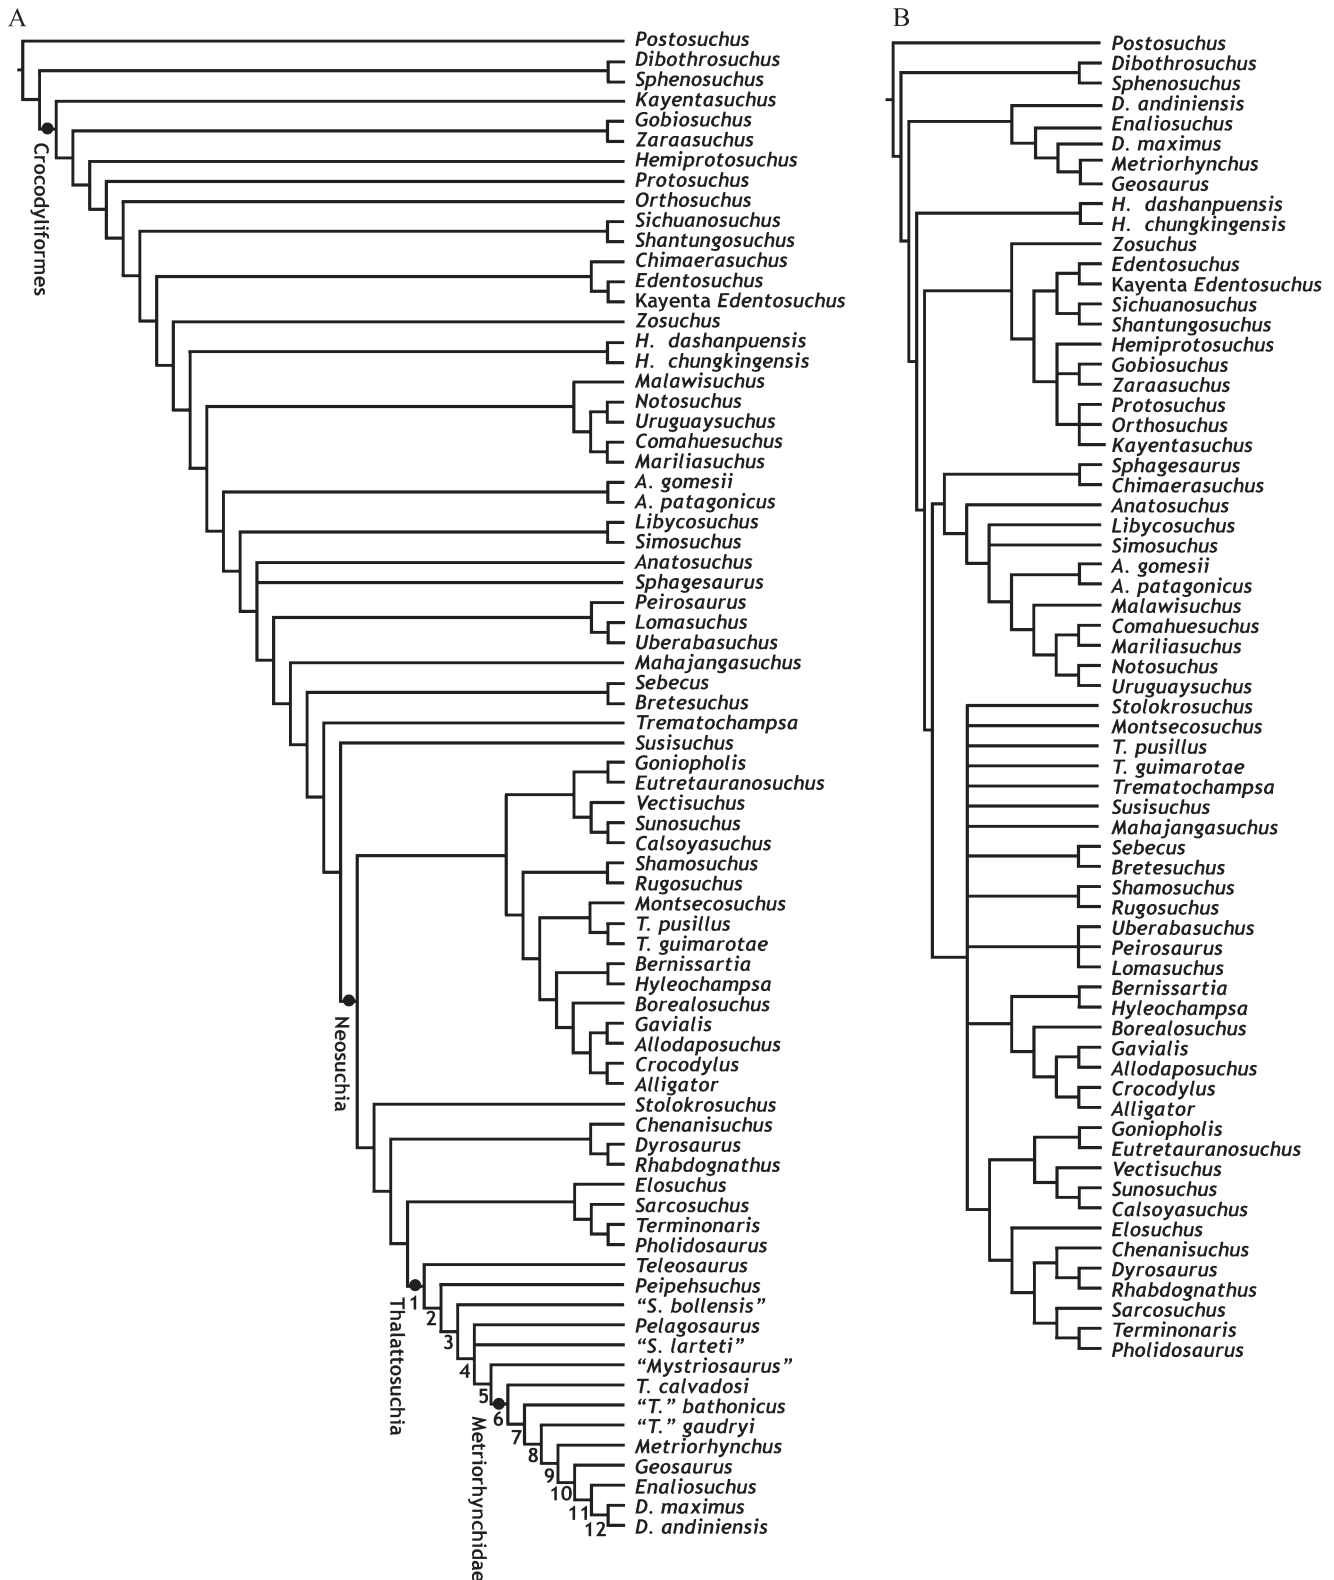 A
Postosuchus
Dibothrosuchus
Sphenosuchus
Kayentasuchus
Gobiosuchus
Zaraasuchus
Hemiprotosuchus
Protosuchus
Orthosuchus
Sichuanosuchus
Shantungosuchus
Chimaerasuchus
Edentosuchus
Kayenta Edentosuchus
Zosuchus
H. dashanpuensis
H. chungkingensis
Malawisuchus
Notosuchus
Uruguaysuchus
Comahuesuchus
Mariliasuchus
A. gomesii
A. patagonicus
Libycosuchus
Simosuchus
Anatosuchus
Sphagesaurus
Peirosaurus
Lomasuchus
Uberabasuchus
Mahajangasuchus
Sebecus
Bretesuchus
Trematochampsa
Susisuchus
Goniopholis
Eutretauranosuchus
Vectisuchus
Sunosuchus
Calsoyasuchus
Shamosuchus
Rugosuchus
Montsecosuchus
T. pusillus
T. guimarotae
Bernissartia
Hyleochampsa
Borealosuchus
Gavialis
Allodaposuchus
Crocodylus
Alligator
Stolokrosuchus
Chenanisuchus
Dyrosaurus
Rhabdognathus
Elosuchus
Sarcosuchus
Terminonaris
Pholidosaurus
Teleosaurus
Peipehsuchus
“S. bollensis”
Pelagosaurus
“S. larteti”
“Mystriosaurus”
T. calvadosi
“T.” bathonicus
“T.” gaudryi
Metriorhynchus
Geosaurus
Enaliosuchus
D. maximus
D. andiniensis
Crocodyliformes
Neosuchia
Thalattosuchia
Metriorhynchidae
1
2
3
4
5
6
7
8
9
10
11
12
B
Postosuchus
Dibothrosuchus
Sphenosuchus
D. andiniensis
Enaliosuchus
D. maximus
Metriorhynchus
Geosaurus
H. dashanpuensis
H. chungkingensis
Zosuchus
Edentosuchus
Kayenta Edentosuchus
Sichuanosuchus
Shantungosuchus
Hemiprotosuchus
Gobiosuchus
Zaraasuchus
Protosuchus
Orthosuchus
Kayentasuchus
Sphagesaurus
Chimaerasuchus
Anatosuchus
Libycosuchus
Simosuchus
A. gomesii
A. patagonicus
Malawisuchus
Comahuesuchus
Mariliasuchus
Notosuchus
Uruguaysuchus
Stolokrosuchus
Montsecosuchus
T. pusillus
T. guimarotae
Trematochampsa
Susisuchus
Mahajangasuchus
Sebecus
Bretesuchus
Shamosuchus
Rugosuchus
Uberabasuchus
Peirosaurus
Lomasuchus
Bernissartia
Hyleochampsa
Borealosuchus
Gavialis
Allodaposuchus
Crocodylus
Alligator
Goniopholis
Eutretauranosuchus
Vectisuchus
Sunosuchus
Calsoyasuchus
Elosuchus
Chenanisuchus
Dyrosaurus
Rhabdognathus
Sarcosuchus
Terminonaris
Pholidosaurus